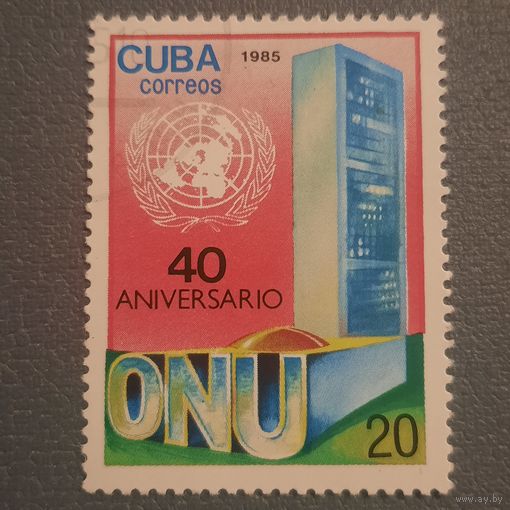 CUBA 1985
correos
40
ANIVERSARIO
ONU
20
www.ay.by